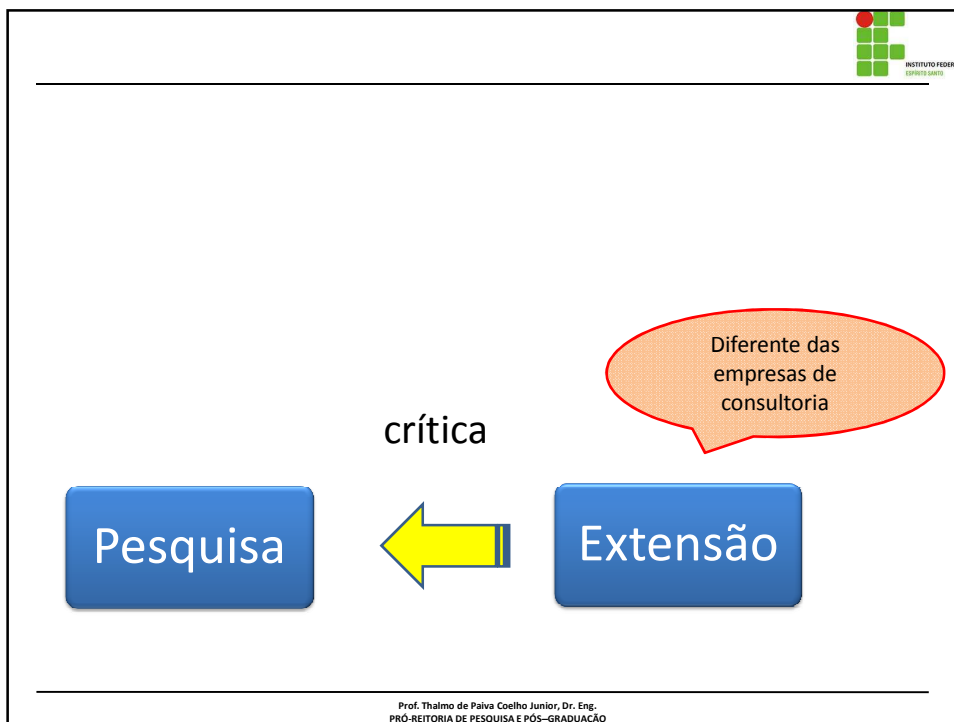 INSTITUTO FEDER
ESPÍRITO SANTO
Diferente das
empresas de
consultoria
crítica
Pesquisa
Extensão
Prof. Thalmo de Paiva Coelho Junior, Dr. Eng.
PRÓ-REITORIA DE PESQUISA E PÓS–GRADUAÇÃO